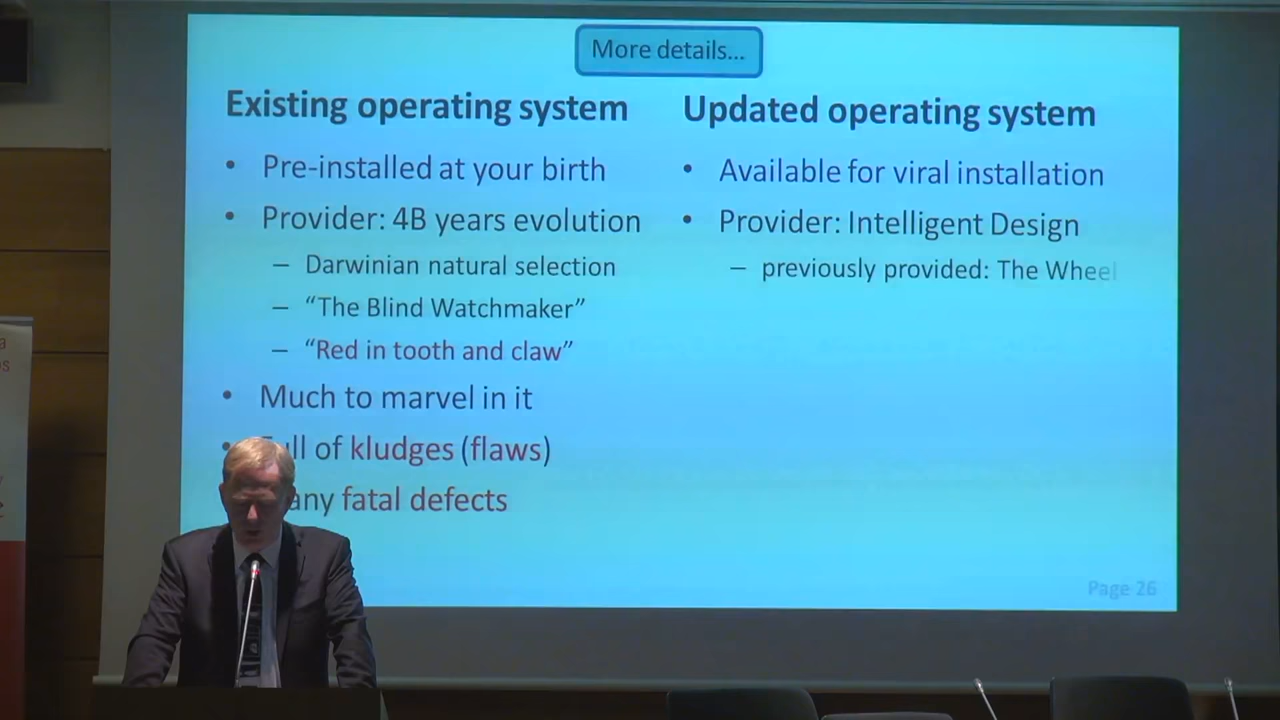 More details...
Existing operating system
• Pre-installed at your birth
• Provider: 4B years evolution
– Darwinian natural selection
– “The Blind Watchmaker”
– “Red in tooth and claw”
• Much to marvel in it
• of kludges (flaws)
fatal defects
Updated operating system
• Available for viral installation
• Provider: Intelligent Design
– previously provided: The Wheel
Page 26